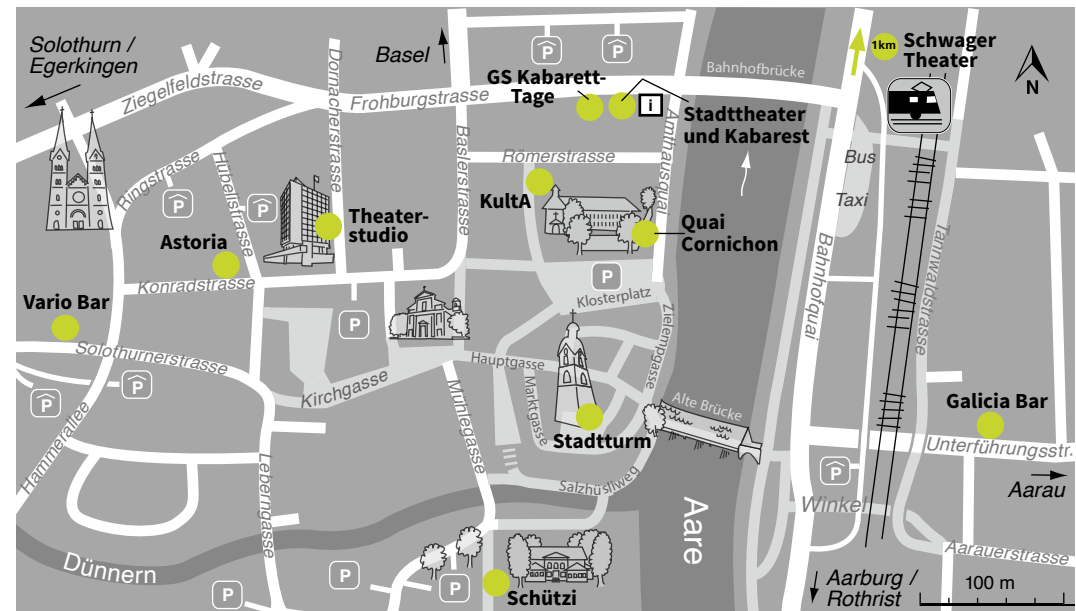 Solothurn /
Egerkingen
Ziegelfeldstrasse
Dornacherstrasse
Basel
P
P
GS Kabarett-
Tage
Frohburgstrasse
i
Stadttheater
und Kabarest
Bahnhofbrücke
1km
Schwager
Theater
N
Ringstrasse
Hübelistrasse
Baslerstrasse
Römerstrasse
Amthausquai
Bus
Taxi
P
P
KultA
Theater-
studio
Astoria
Quai
Cornichon
Konradstrasse
P
Klosterplatz
Bahnhofquai
Tannwaldstrasse
Vario Bar
P
Solothurnerstrasse
Hauptgasse
Zielempgasse
Kirchgasse
Marktgasse
Mühlegasse
P
P
Hammerallee
Alte Brücke
Stadtturm
Galicia Bar
Unterführungsstr.
Aarau
P
Leberngasse
Salzhüsliweg
Winkel
Aare
Dünnern
Aarauerstrasse
P
P
P
Schützi
Aarburg /
Rothrist
100 m